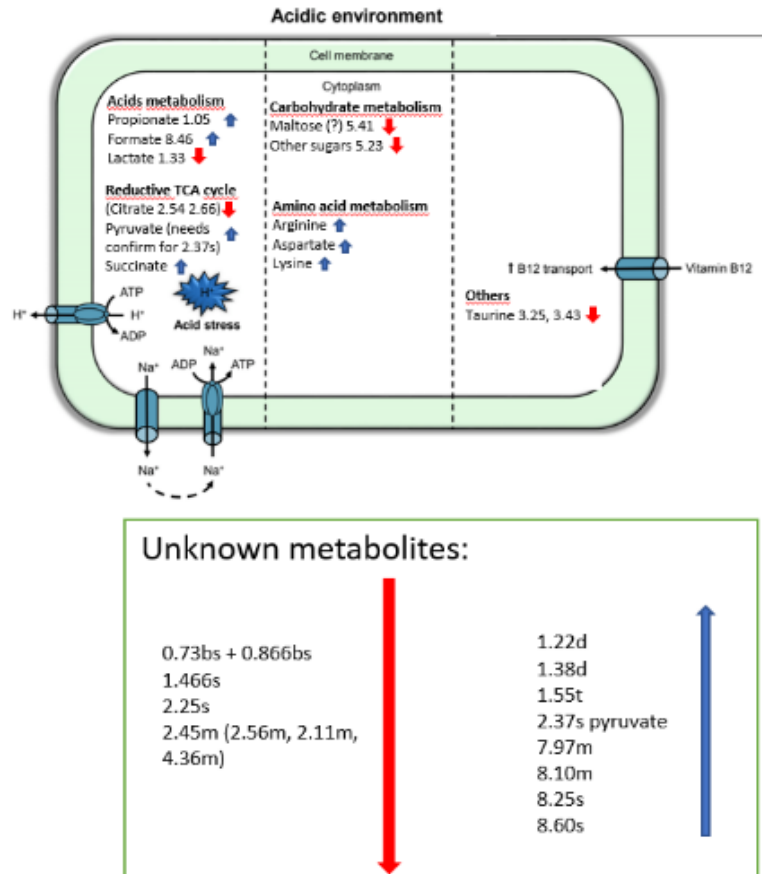 Acidic environment
Cell membrane
Cytoplasm
Acids metabolism
Propionate 1.05
Formate 8.46
Lactate 1.33
Reductive TCA cycle
(Citrate 2.54 2.66)
Pyruvate (needs
confirm for 2.37s)
Succinate
H⁺
Acid stress
Carbohydrate metabolism
Maltose (?) 5.41
Other sugars 5.23
Amino acid metabolism
Arginine
Aspartate
Lysine
↑ B12 transport
Vitamin B12
Others
Taurine 3.25, 3.43
ATP
H⁺
H⁺
ADP
Na⁺
Na⁺
ADP
ATP
Na⁺
Na⁺
Unknown metabolites:
0.73bs + 0.866bs
1.466s
2.25s
2.45m (2.56m, 2.11m,
4.36m)
1.22d
1.38d
1.55t
2.37s pyruvate
7.97m
8.10m
8.25s
8.60s